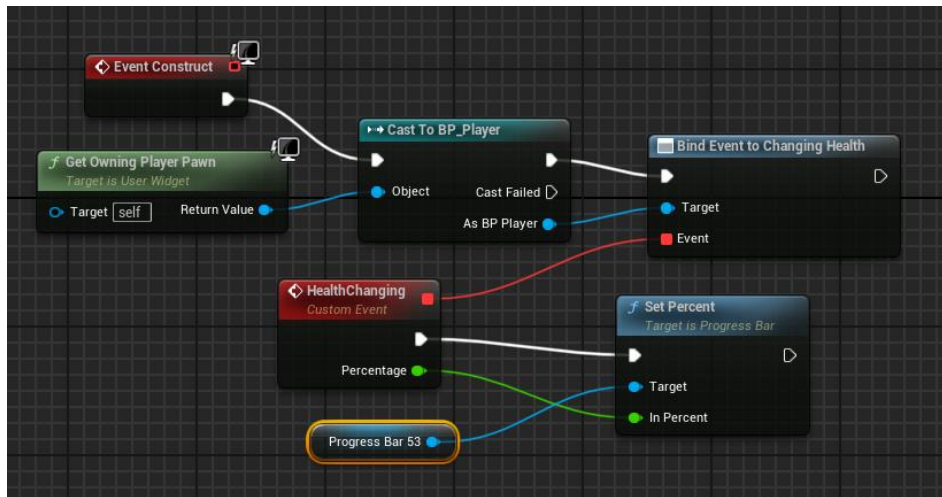 Event Construct
f Get Owning Player Pawn
Target is User Widget
Target self
Return Value
Cast To BP_Player
Object
Cast Failed
As BP Player
Bind Event to Changing Health
Target
Event
HealthChanging
Custom Event
Percentage
Progress Bar 53
f Set Percent
Target is Progress Bar
Target
In Percent